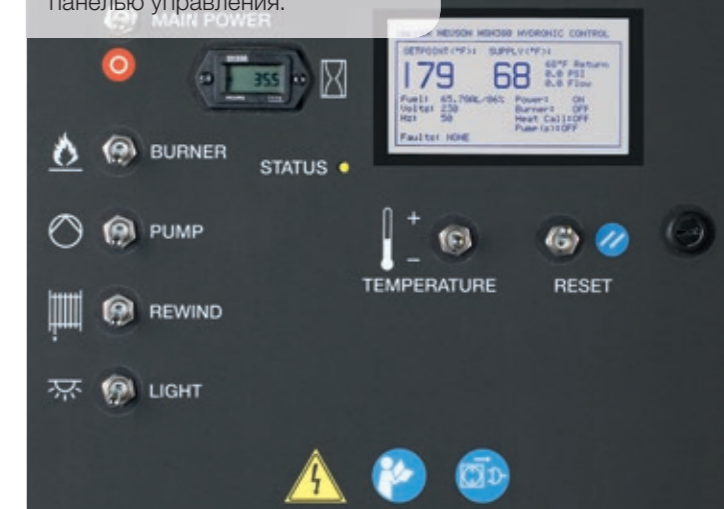 панелью управления.
MAIN POWER
35.5
NEUSON HYDRONIC CONTROL
SETPOINT(°F): SUPPLY(°F):
179 68
68°F Return
0.0 PSI
0.0 Flow
Fuel: 65.7GAL/86% Power: ON
Volts: 230 Burner: OFF
Hz: 50 Heat Call:OFF
Pump(s):OFF
Faults: NONE
BURNER
STATUS
PUMP
+
−
TEMPERATURE
RESET
REWIND
LIGHT